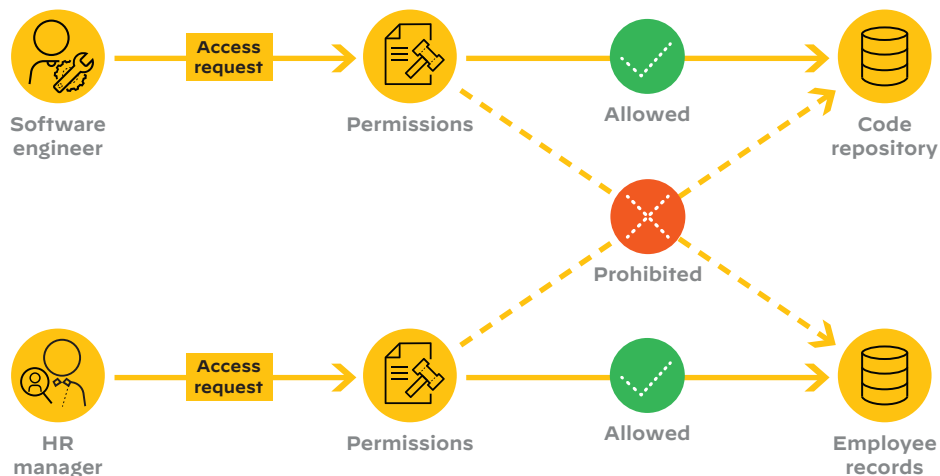 Access
request
Software
engineer
Permissions
Allowed
Code
repository
Prohibited
Access
request
HR
manager
Permissions
Allowed
Employee
records